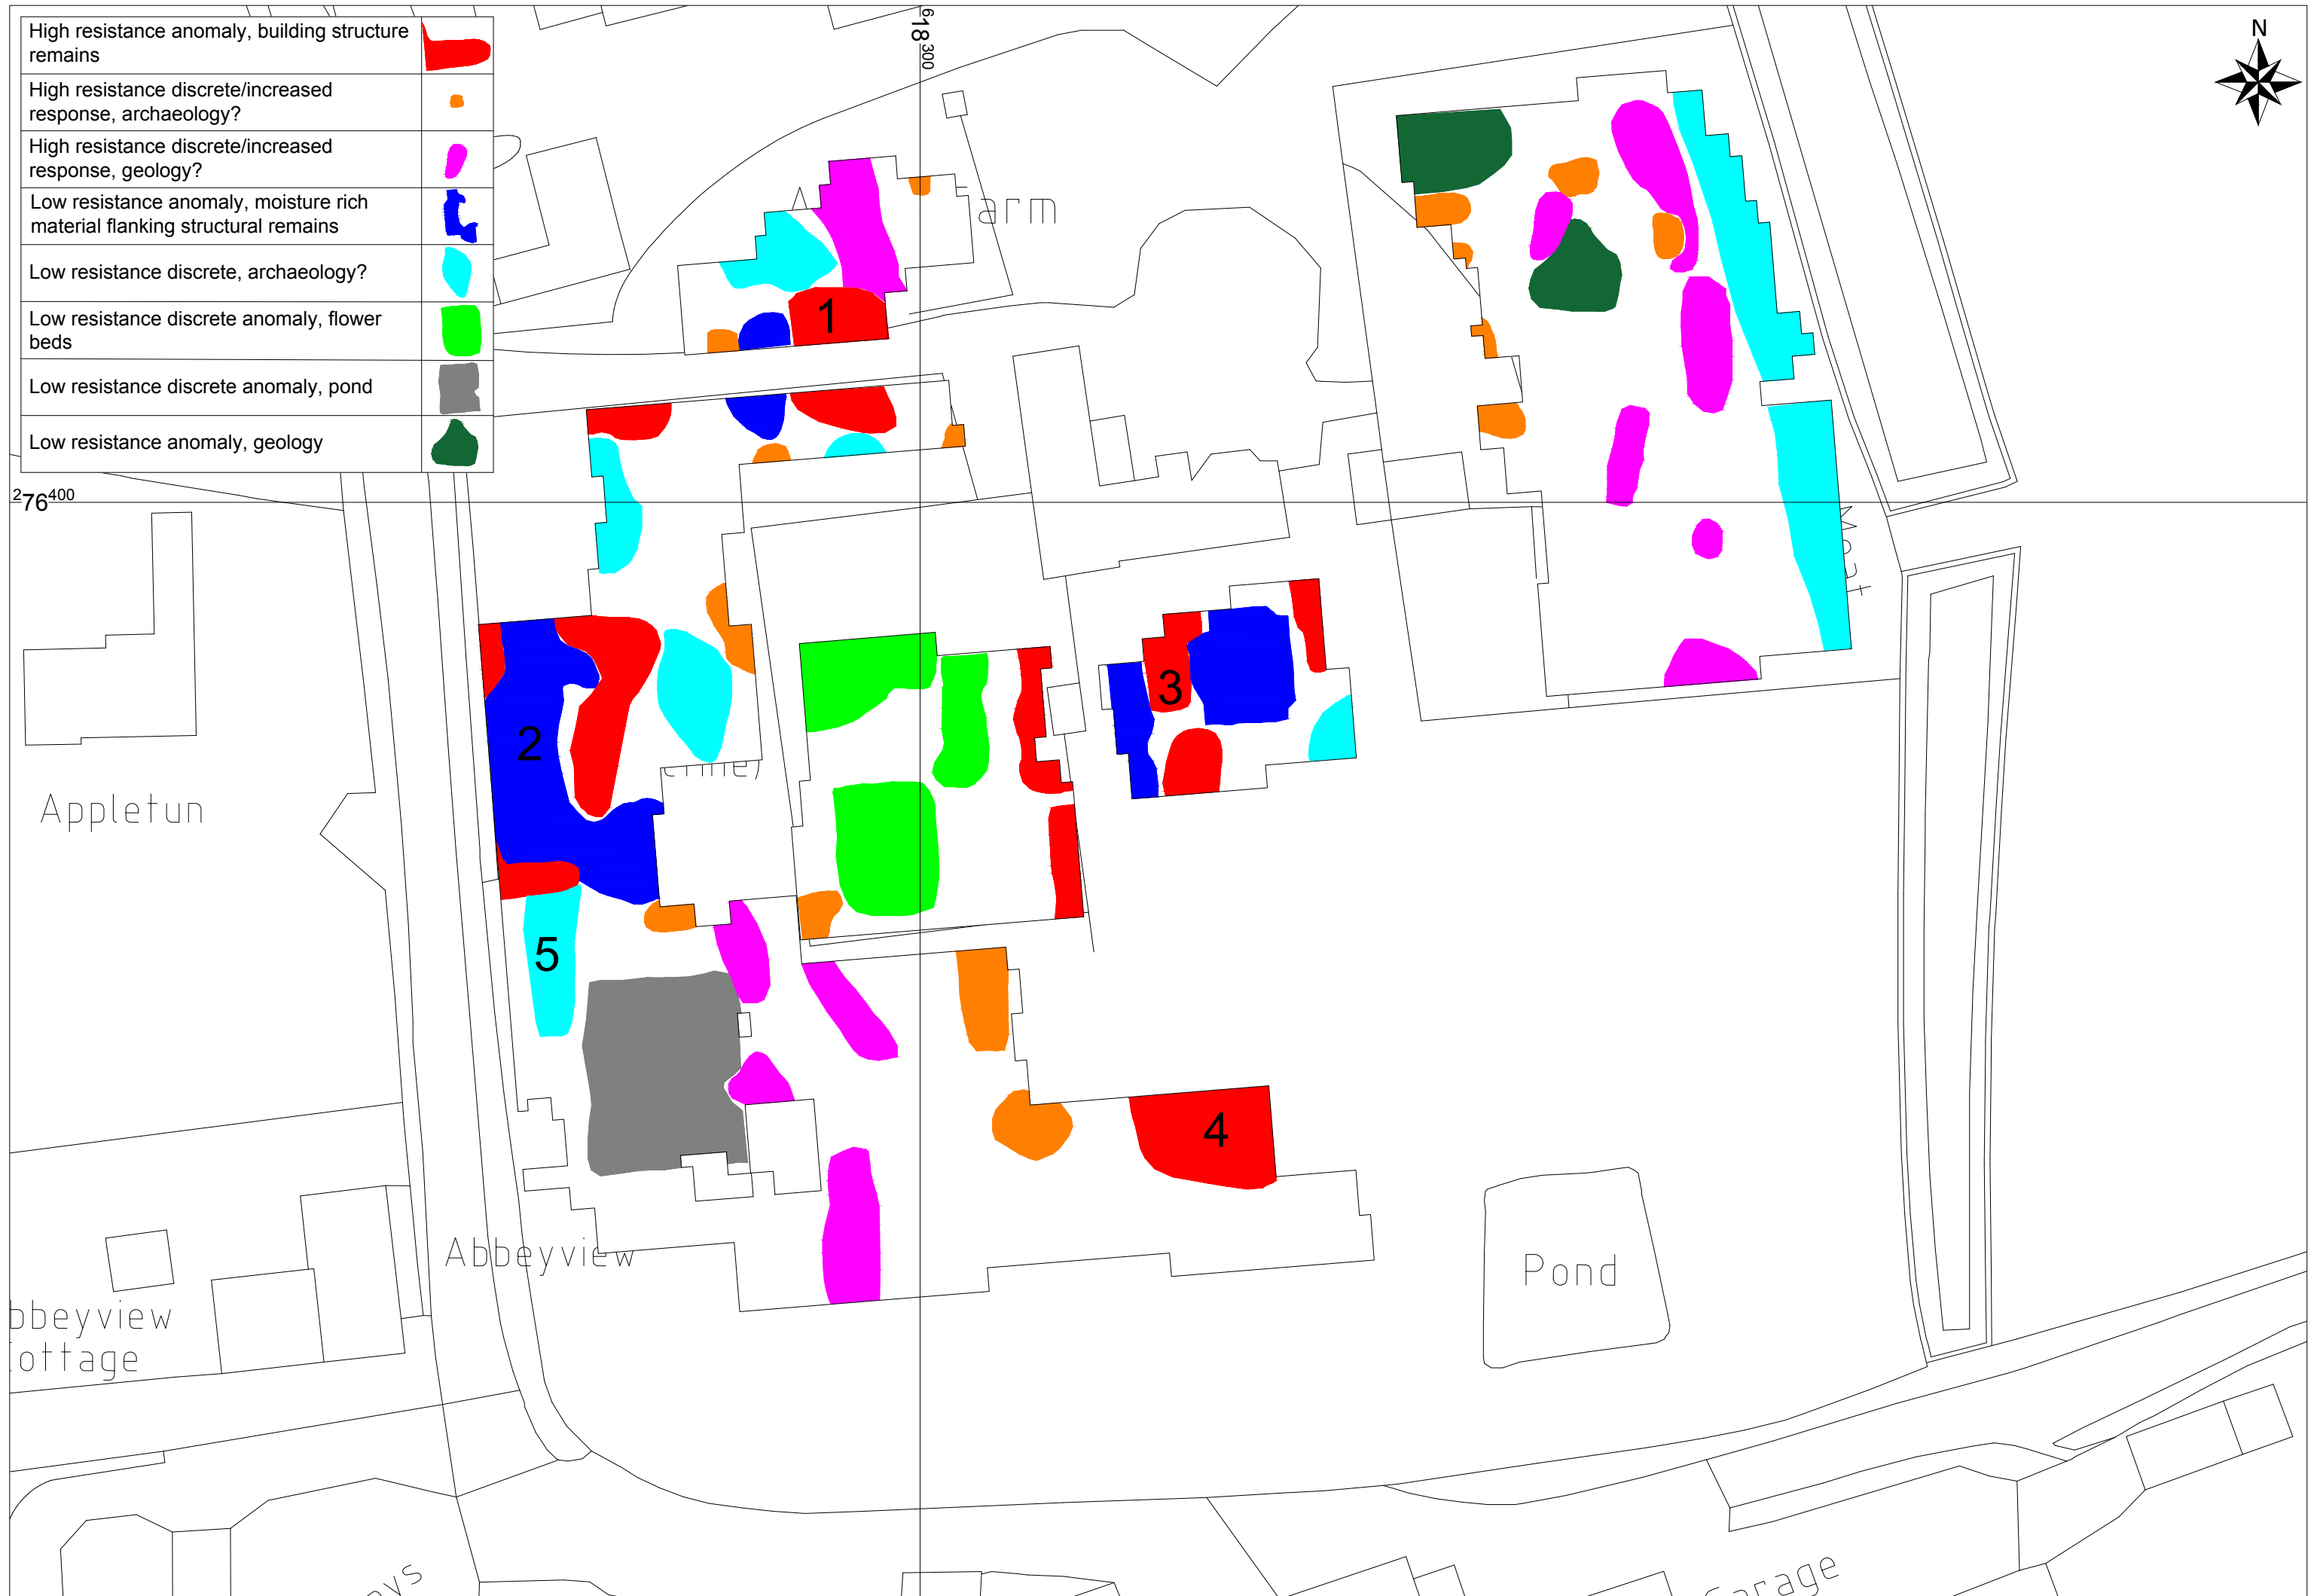 High resistance anomaly, building structure
remains
High resistance discrete/increased
response, archaeology?
High resistance discrete/increased
response, geology?
Low resistance anomaly, moisture rich
material flanking structural remains
Low resistance discrete, archaeology?
Low resistance discrete anomaly, flower
beds
Low resistance discrete anomaly, pond
Low resistance anomaly, geology
618300
N
arm
1
276400
2
3
Appletun
5
4
Abbeyview
Pond
bbeyview
ottage